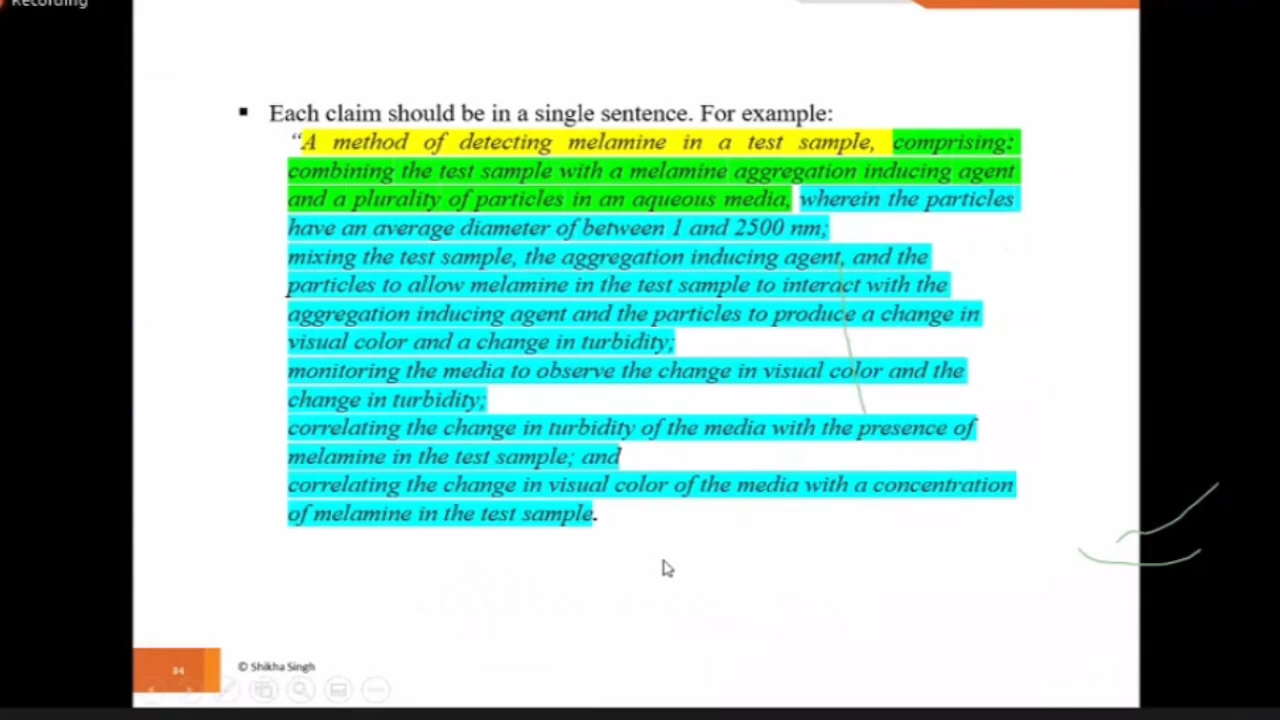 Recording
▪ Each claim should be in a single sentence. For example:
“A method of detecting melamine in a test sample, comprising:
combining the test sample with a melamine aggregation inducing agent
and a plurality of particles in an aqueous media, wherein the particles
have an average diameter of between 1 and 2500 nm;
mixing the test sample, the aggregation inducing agent, and the
particles to allow melamine in the test sample to interact with the
aggregation inducing agent and the particles to produce a change in
visual color and a change in turbidity;
monitoring the media to observe the change in visual color and the
change in turbidity;
correlating the change in turbidity of the media with the presence of
melamine in the test sample; and
correlating the change in visual color of the media with a concentration
of melamine in the test sample.
34
© Shikha Singh